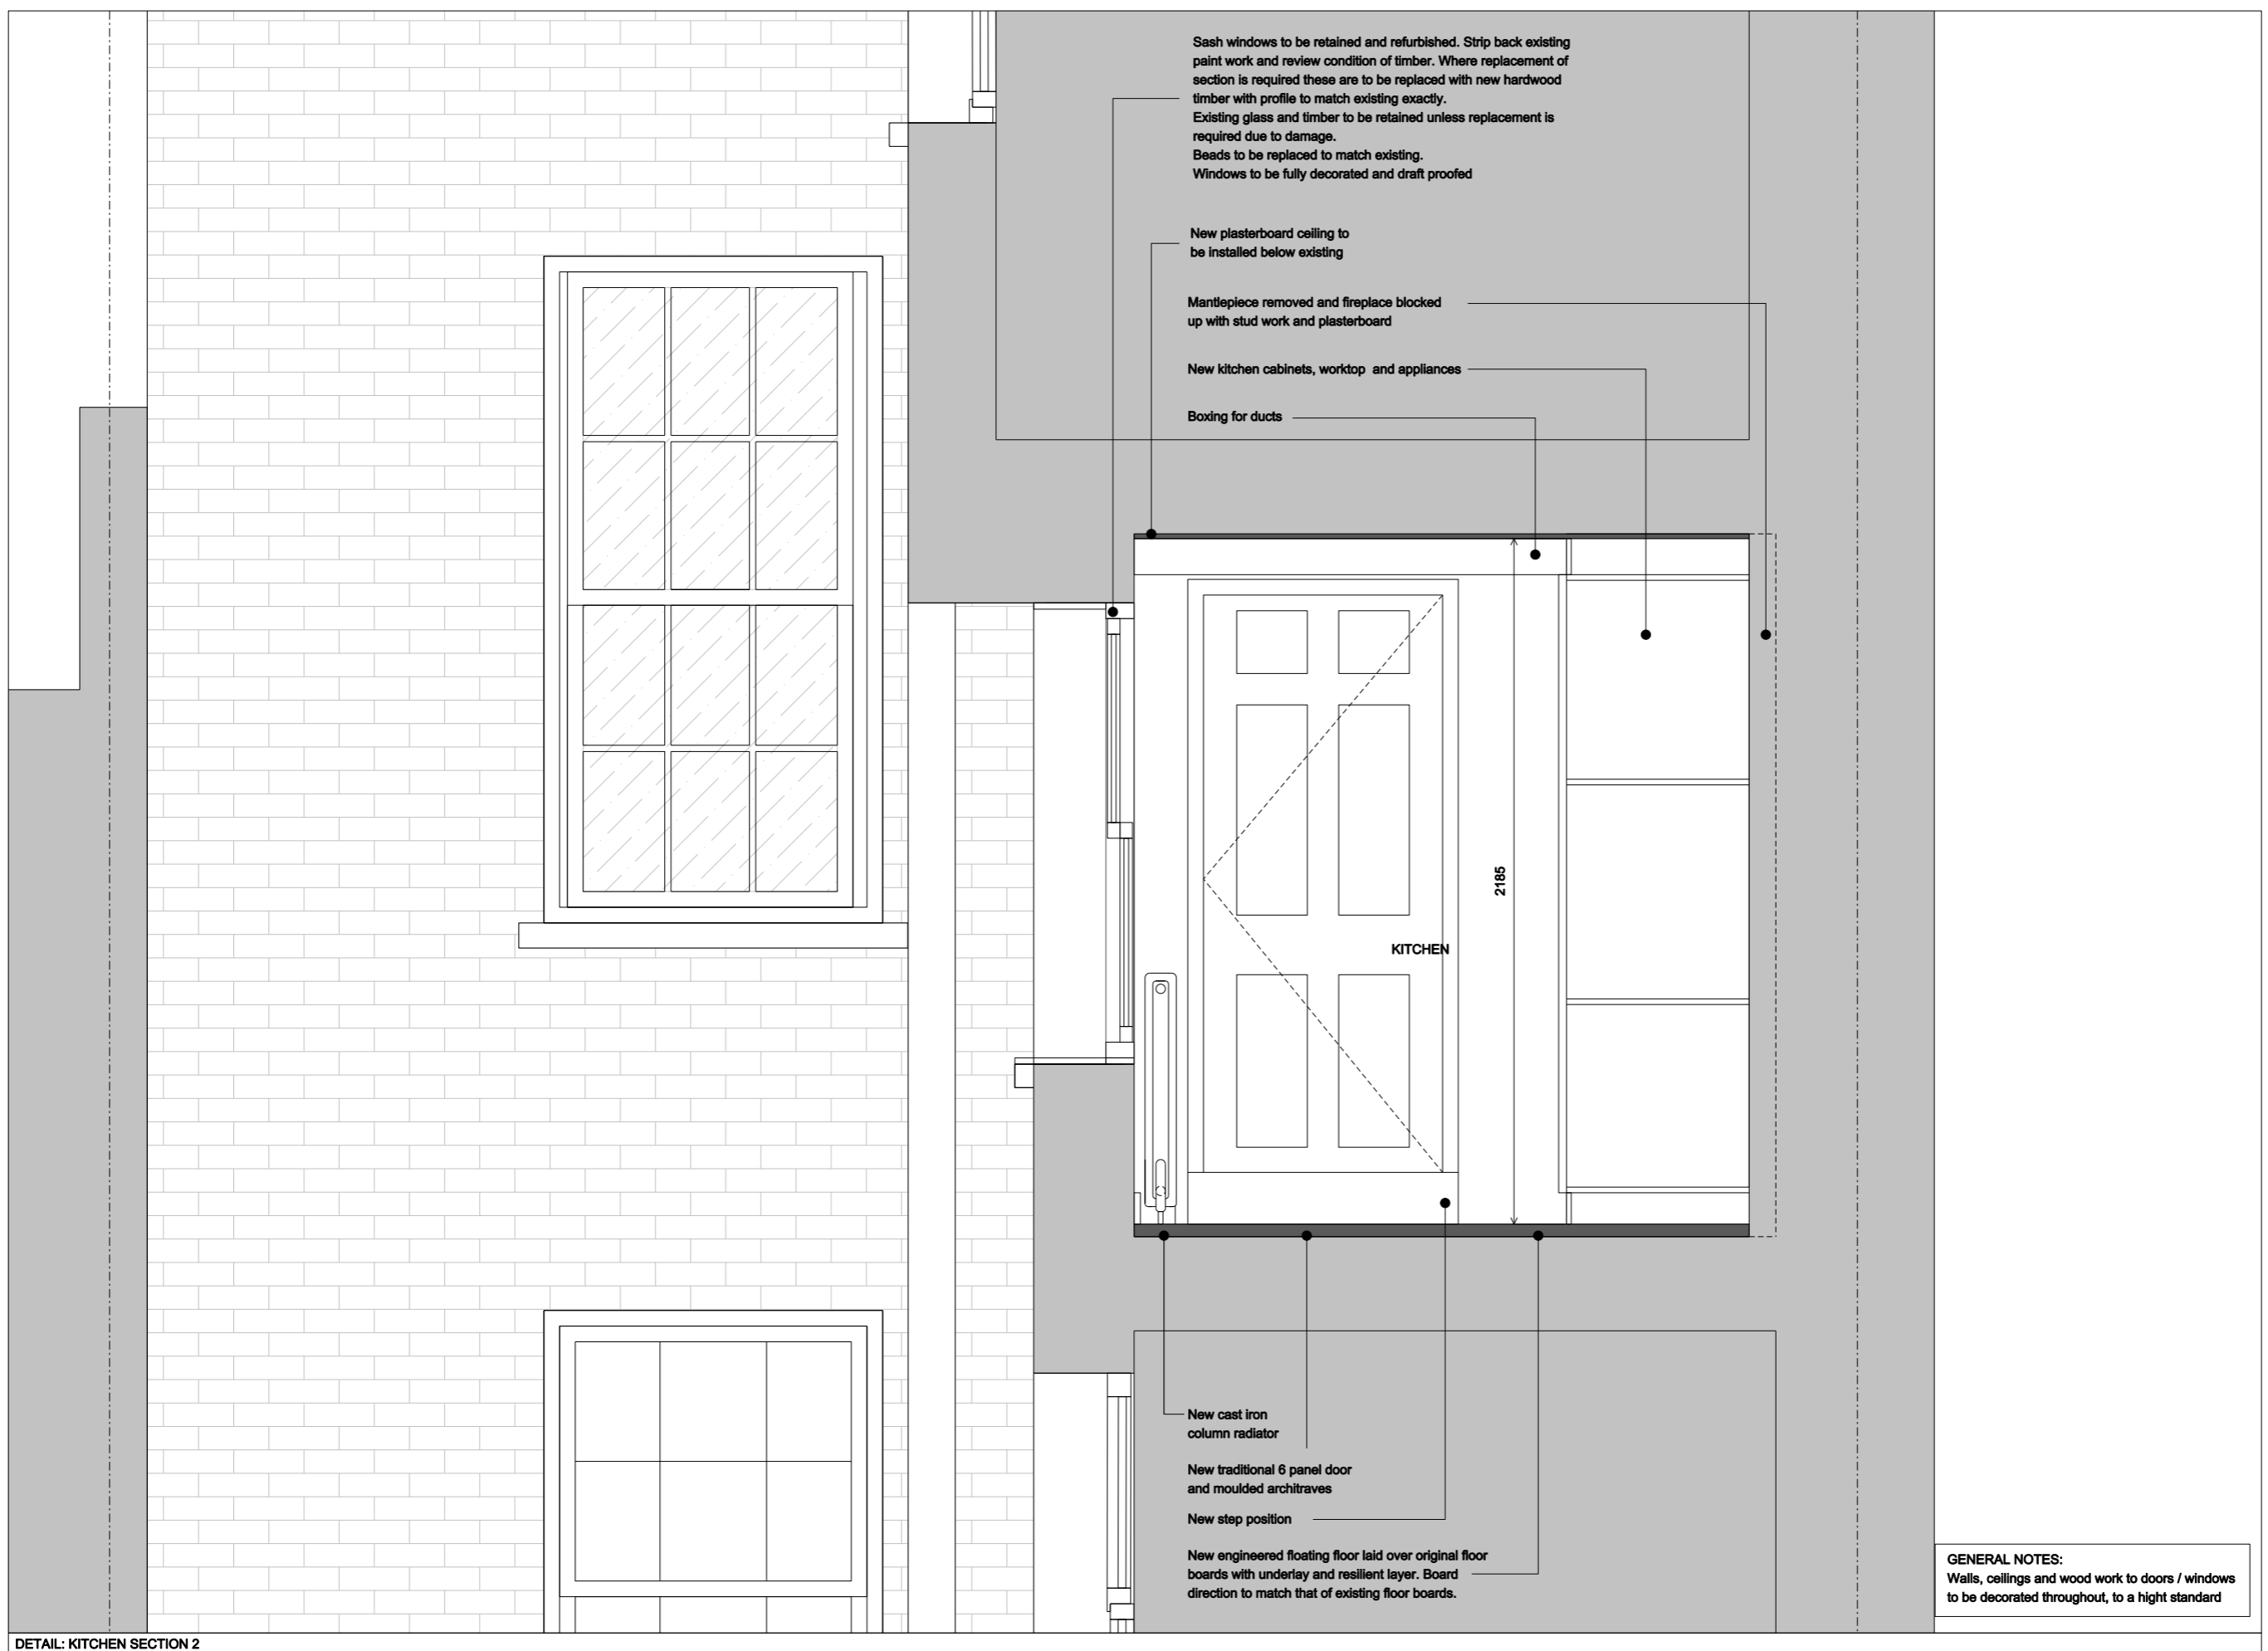 Sash windows to be retained and refurbished. Strip back existing
paint work and review condition of timber. Where replacement of
section is required these are to be replaced with new hardwood
timber with profile to match existing exactly.
Existing glass and timber to be retained unless replacement is
required due to damage.
Beads to be replaced to match existing.
Windows to be fully decorated and draft proofed
New plasterboard ceiling to
be installed below existing
Mantlepiece removed and fireplace blocked
up with stud work and plasterboard
New kitchen cabinets, worktop and appliances
Boxing for ducts
2185
KITCHEN
New cast iron
column radiator
New traditional 6 panel door
and moulded architraves
New step position
New engineered floating floor laid over original floor
boards with underlay and resilient layer. Board
direction to match that of existing floor boards.
GENERAL NOTES:
Walls, ceilings and wood work to doors / windows
to be decorated throughout, to a hight standard
DETAIL: KITCHEN SECTION 2